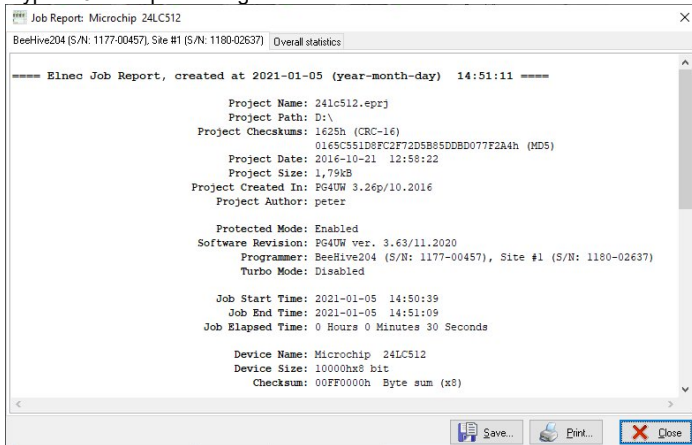 Job Report: Microchip 24LC512
BeeHive204 (S/N: 1177-00457), Site #1 (S/N: 1180-02637) Overall statistics
==== Elnec Job Report, created at 2021-01-05 (year-month-day) 14:51:11 ====
Project Name: 24lc512.eprj
Project Path: D:\
Project Checskums: 1625h (CRC-16)
0165C551D8FC2F72D5B85DDBD077F2A4h (MD5)
Project Date: 2016-10-21 12:58:22
Project Size: 1,79kB
Project Created In: PG4UW 3.26p/10.2016
Project Author: peter
Protected Mode: Enabled
Software Revision: PG4UW ver. 3.63/11.2020
Programmer: BeeHive204 (S/N: 1177-00457), Site #1 (S/N: 1180-02637)
Turbo Mode: Disabled
Job Start Time: 2021-01-05 14:50:39
Job End Time: 2021-01-05 14:51:09
Job Elapsed Time: 0 Hours 0 Minutes 30 Seconds
Device Name: Microchip 24LC512
Device Size: 10000hx8 bit
Checksum: 00FF0000h Byte sum (x8)
Save... Print... Close